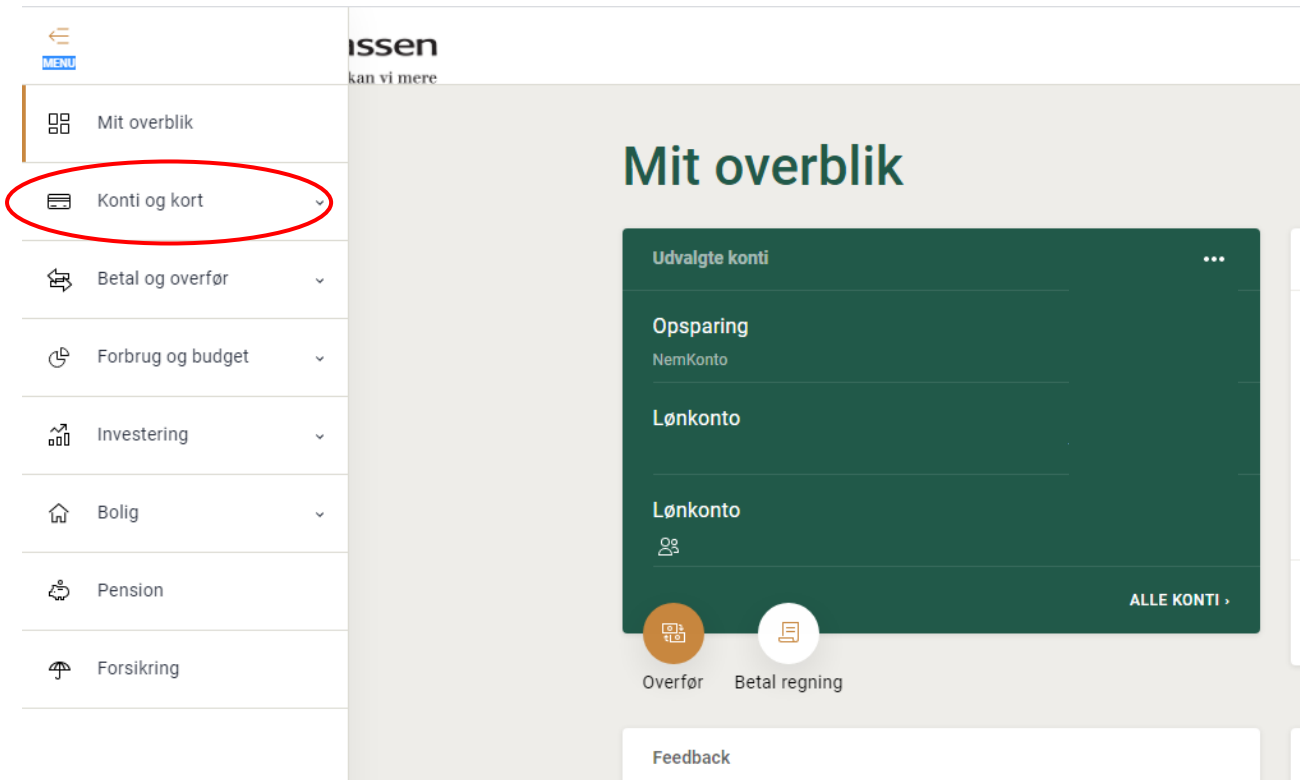 MENU
ssen
kan vi mere
Mit overblik
Konti og kort
Betal og overfør
Forbrug og budget
Investering
Bolig
Pension
Forsikring
Mit overblik
Udvalgte konti
Opsparing
NemKonto
Lønkonto
Lønkonto
ALLE KONTI ›
Overfør
Betal regning
Feedback